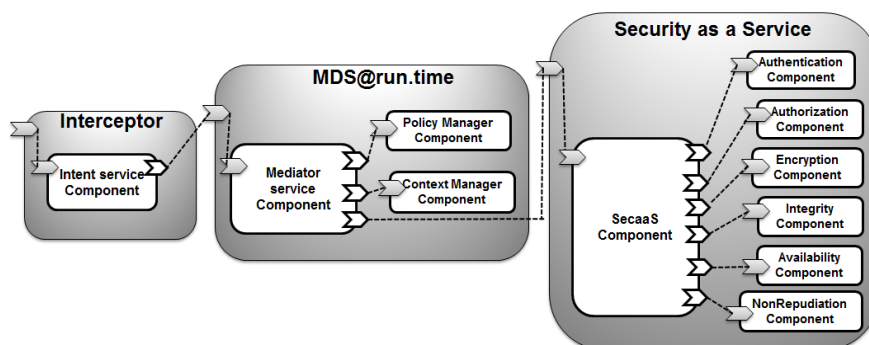 Interceptor
Intent service
Component
MDS@run.time
Mediator
service
Component
Policy Manager
Component
Context Manager
Component
Security as a Service
SecaaS
Component
Authentication
Component
Authorization
Component
Encryption
Component
Integrity
Component
Availability
Component
NonRepudiation
Component